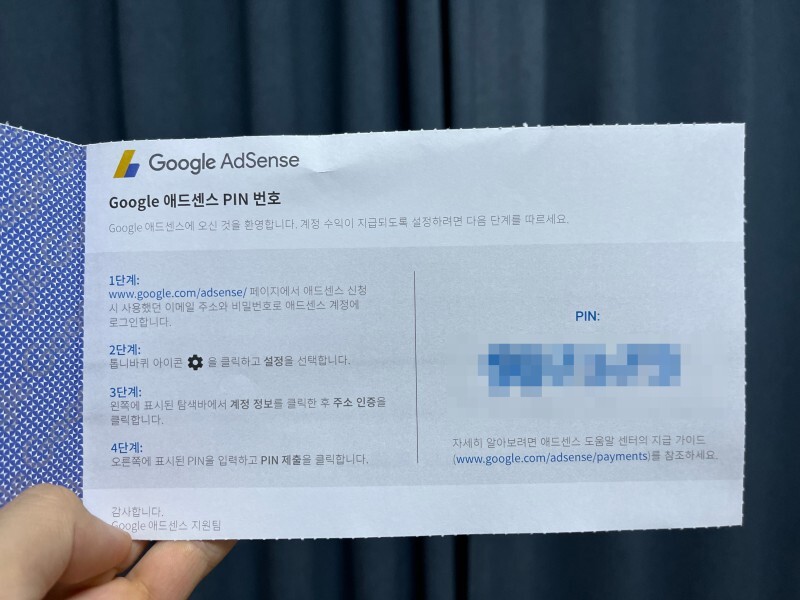 Google AdSense
Google 애드센스 PIN 번호
Google 애드센스에 오신 것을 환영합니다. 계정 수익이 지급되도록 설정하려면 다음 단계를 따르세요.
1단계:
www.google.com/adsense/ 페이지에서 애드센스 신청
시 사용했던 이메일 주소와 비밀번호로 애드센스 계정에
로그인합니다.
2단계:
톱니바퀴 아이콘 을 클릭하고 설정을 선택합니다.
3단계:
왼쪽에 표시된 탐색바에서 계정 정보를 클릭한 후 주소 인증을
클릭합니다.
4단계:
오른쪽에 표시된 PIN을 입력하고 PIN 제출을 클릭합니다.
PIN:
자세히 알아보려면 애드센스 도움말 센터의 지급 가이드
(www.google.com/adsense/payments)를 참조하세요.
감사합니다.
Google 애드센스 지원팀